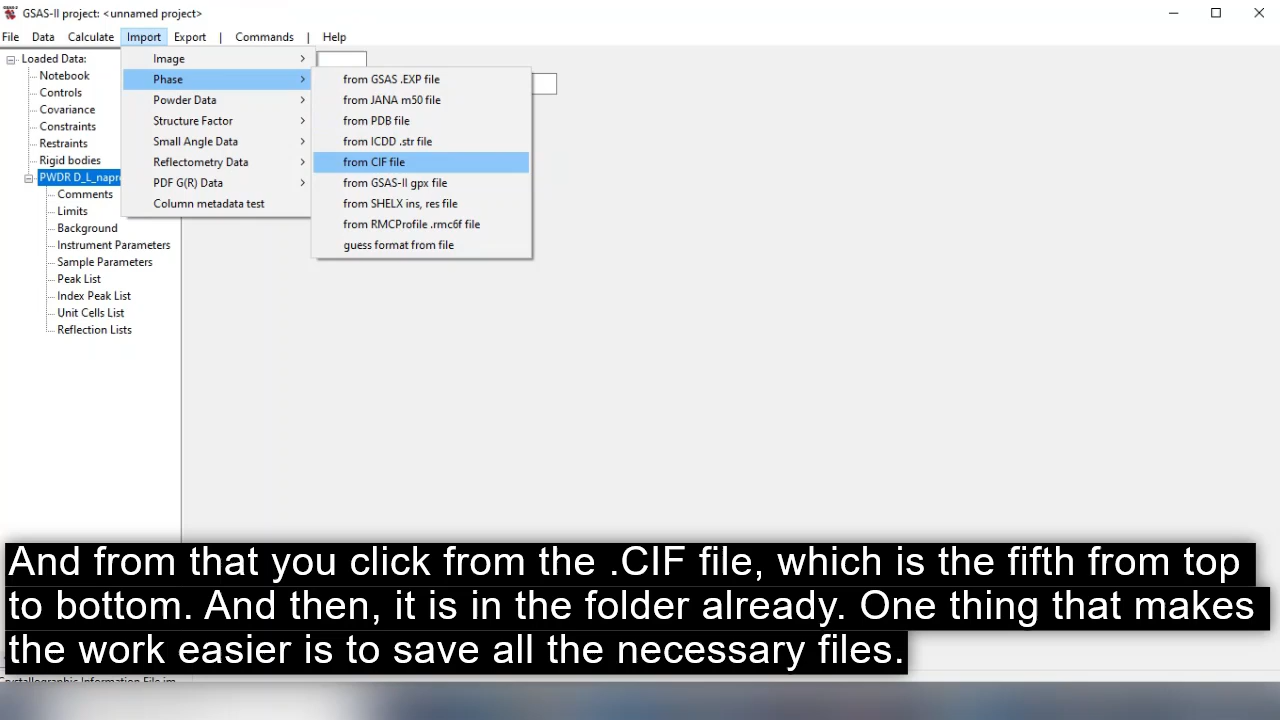 GSAS-II project: <unnamed project>
File Data Calculate Import Export | Commands | Help
Loaded Data:
Notebook
Controls
Covariance
Constraints
Restraints
Rigid bodies
PWDR D_L_napr
Comments
Limits
Background
Instrument Parameters
Sample Parameters
Peak List
Index Peak List
Unit Cells List
Reflection Lists
Image
Phase
Powder Data
Structure Factor
Small Angle Data
Reflectometry Data
PDF G(R) Data
Column metadata test
from GSAS .EXP file
from JANA m50 file
from PDB file
from ICDD .str file
from CIF file
from GSAS-II gpx file
from SHELX ins, res file
from RMCProfile .rmc6f file
guess format from file
And from that you click from the .CIF file, which is the fifth from top
to bottom. And then, it is in the folder already. One thing that makes
the work easier is to save all the necessary files.
Crystallographic Information File im